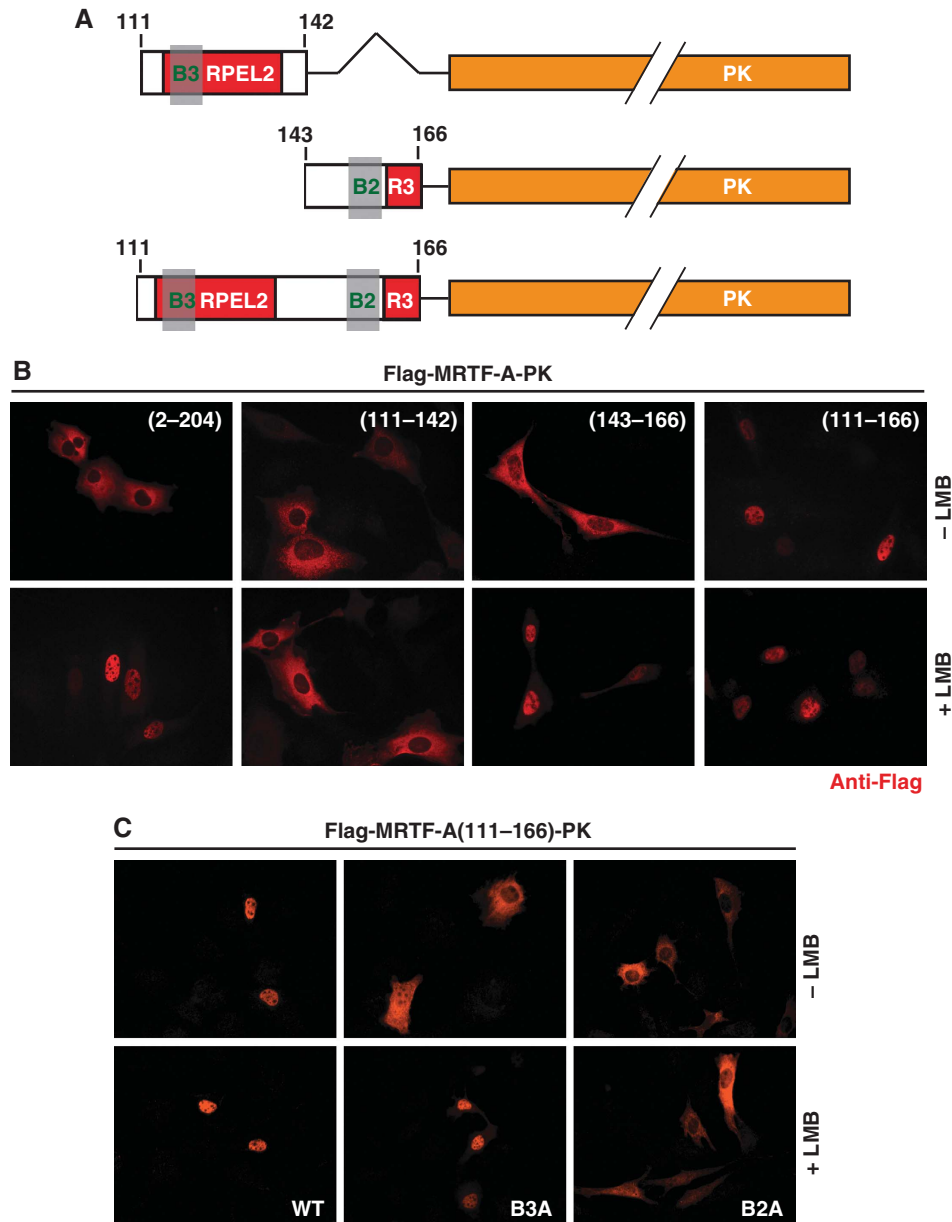 A
111 142
B3 RPEL2 PK
143 166
B2 R3 PK
111 166
B3 RPEL2 B2 R3 PK
B
Flag-MRTF-A-PK
(2–204) (111–142) (143–166) (111–166)
– LMB
+ LMB
Anti-Flag
C
Flag-MRTF-A(111–166)-PK
– LMB
+ LMB
WT B3A B2A